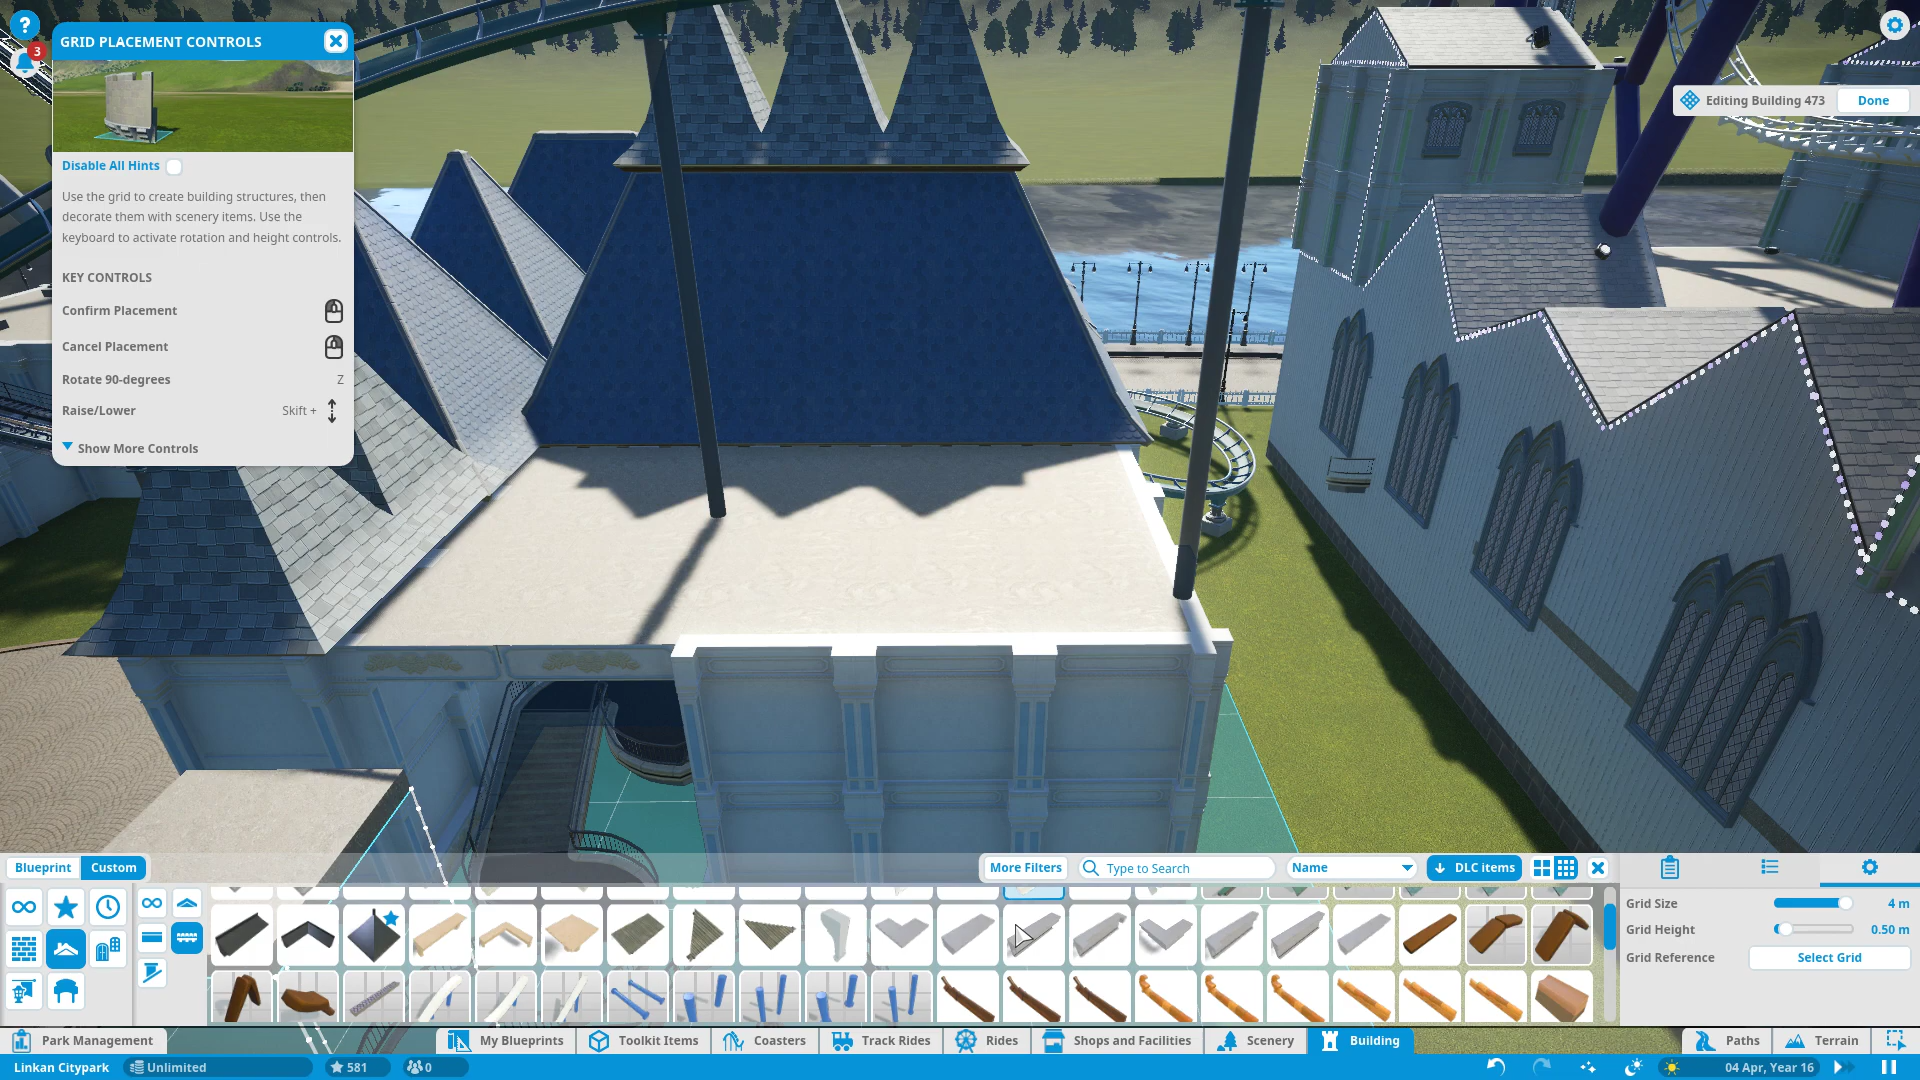 ?
3
GRID PLACEMENT CONTROLS
Disable All Hints
Use the grid to create building structures, then
decorate them with scenery items. Use the
keyboard to activate rotation and height controls.
KEY CONTROLS
Confirm Placement
Cancel Placement
Rotate 90-degrees Z
Raise/Lower Skift +
Show More Controls
Editing Building 473 Done
Blueprint Custom More Filters Type to Search Name DLC items
Grid Size 4 m
Grid Height 0.50 m
Grid Reference Select Grid
Park Management My Blueprints Toolkit Items Coasters Track Rides Rides Shops and Facilities Scenery Building Paths Terrain
Linkan Citypark Unlimited 581 0 04 Apr, Year 16